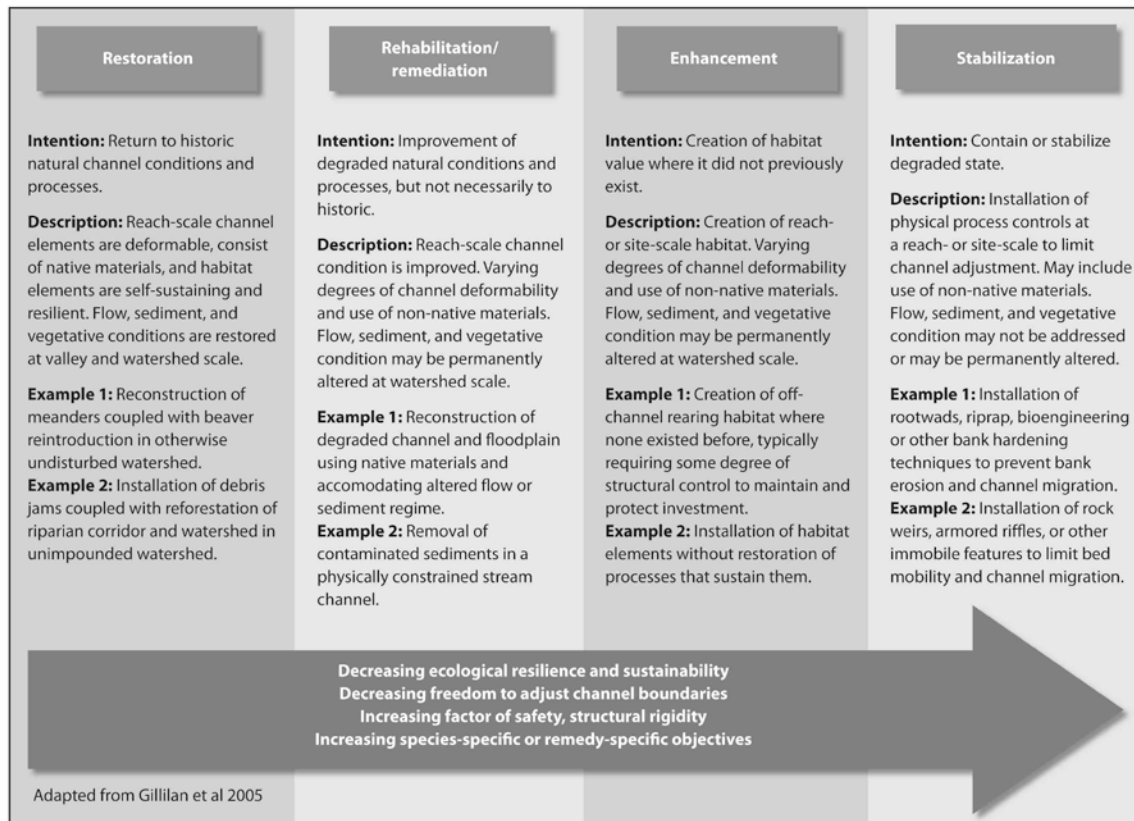 Restoration
Intention: Return to historic
natural channel conditions and
processes.
Description: Reach-scale channel
elements are deformable, consist
of native materials, and habitat
elements are self-sustaining and
resilient. Flow, sediment, and
vegetative conditions are restored
at valley and watershed scale.
Example 1: Reconstruction of
meanders coupled with beaver
reintroduction in otherwise
undisturbed watershed.
Example 2: Installation of debris
jams coupled with reforestation of
riparian corridor and watershed in
unimpounded watershed.
Rehabilitation/
remediation
Intention: Improvement of
degraded natural conditions and
processes, but not necessarily to
historic.
Description: Reach-scale channel
condition is improved. Varying
degrees of channel deformability
and use of non-native materials.
Flow, sediment, and vegetative
condition may be permanently
altered at watershed scale.
Example 1: Reconstruction of
degraded channel and floodplain
using native materials and
accomodating altered flow or
sediment regime.
Example 2: Removal of
contaminated sediments in a
physically constrained stream
channel.
Enhancement
Intention: Creation of habitat
value where it did not previously
exist.
Description: Creation of reach-
or site-scale habitat. Varying
degrees of channel deformability
and use of non-native materials.
Flow, sediment, and vegetative
condition may be permanently
altered at watershed scale.
Example 1: Creation of off-
channel rearing habitat where
none existed before, typically
requiring some degree of
structural control to maintain and
protect investment.
Example 2: Installation of habitat
elements without restoration of
processes that sustain them.
Stabilization
Intention: Contain or stabilize
degraded state.
Description: Installation of
physical process controls at
a reach- or site-scale to limit
channel adjustment. May include
use of non-native materials.
Flow, sediment, and vegetative
condition may not be addressed
or may be permanently altered.
Example 1: Installation of
rootwads, riprap, bioengineering
or other bank hardening
techniques to prevent bank
erosion and channel migration.
Example 2: Installation of rock
weirs, armored riffles, or other
immobile features to limit bed
mobility and channel migration.
Decreasing ecological resilience and sustainability
Decreasing freedom to adjust channel boundaries
Increasing factor of safety, structural rigidity
Increasing species-specific or remedy-specific objectives
Adapted from Gillilan et al 2005